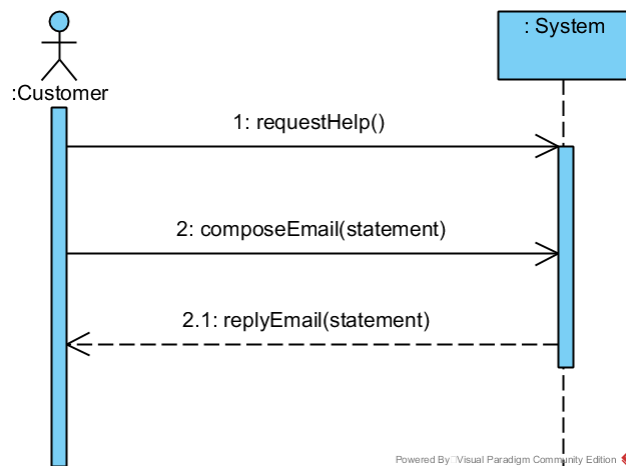 : System
:Customer
1: requestHelp()
2: composeEmail(statement)
2.1: replyEmail(statement)
Powered By Visual Paradigm Community Edition